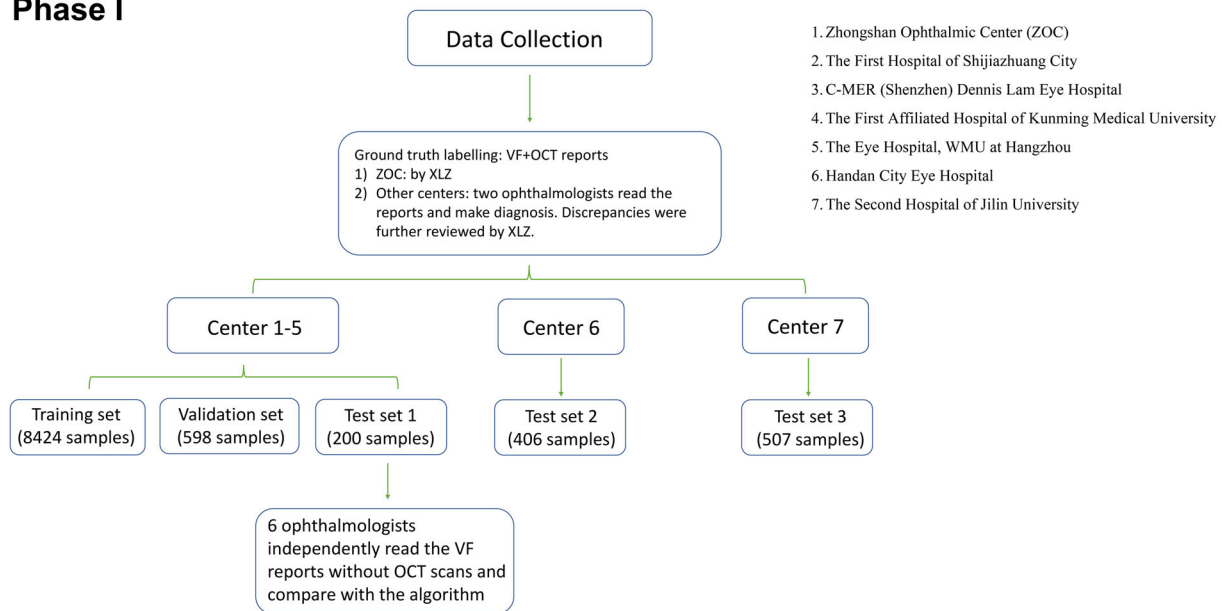 Phase I
Data Collection
1. Zhongshan Ophthalmic Center (ZOC)
2. The First Hospital of Shijiazhuang City
3. C-MER (Shenzhen) Dennis Lam Eye Hospital
4. The First Affiliated Hospital of Kunming Medical University
5. The Eye Hospital, WMU at Hangzhou
6. Handan City Eye Hospital
7. The Second Hospital of Jilin University
Ground truth labelling: VF+OCT reports
1) ZOC: by XLZ
2) Other centers: two ophthalmologists read the
reports and make diagnosis. Discrepancies were
further reviewed by XLZ.
Center 1-5
Center 6
Center 7
Training set
(8424 samples)
Validation set
(598 samples)
Test set 1
(200 samples)
Test set 2
(406 samples)
Test set 3
(507 samples)
6 ophthalmologists
independently read the VF
reports without OCT scans and
compare with the algorithm